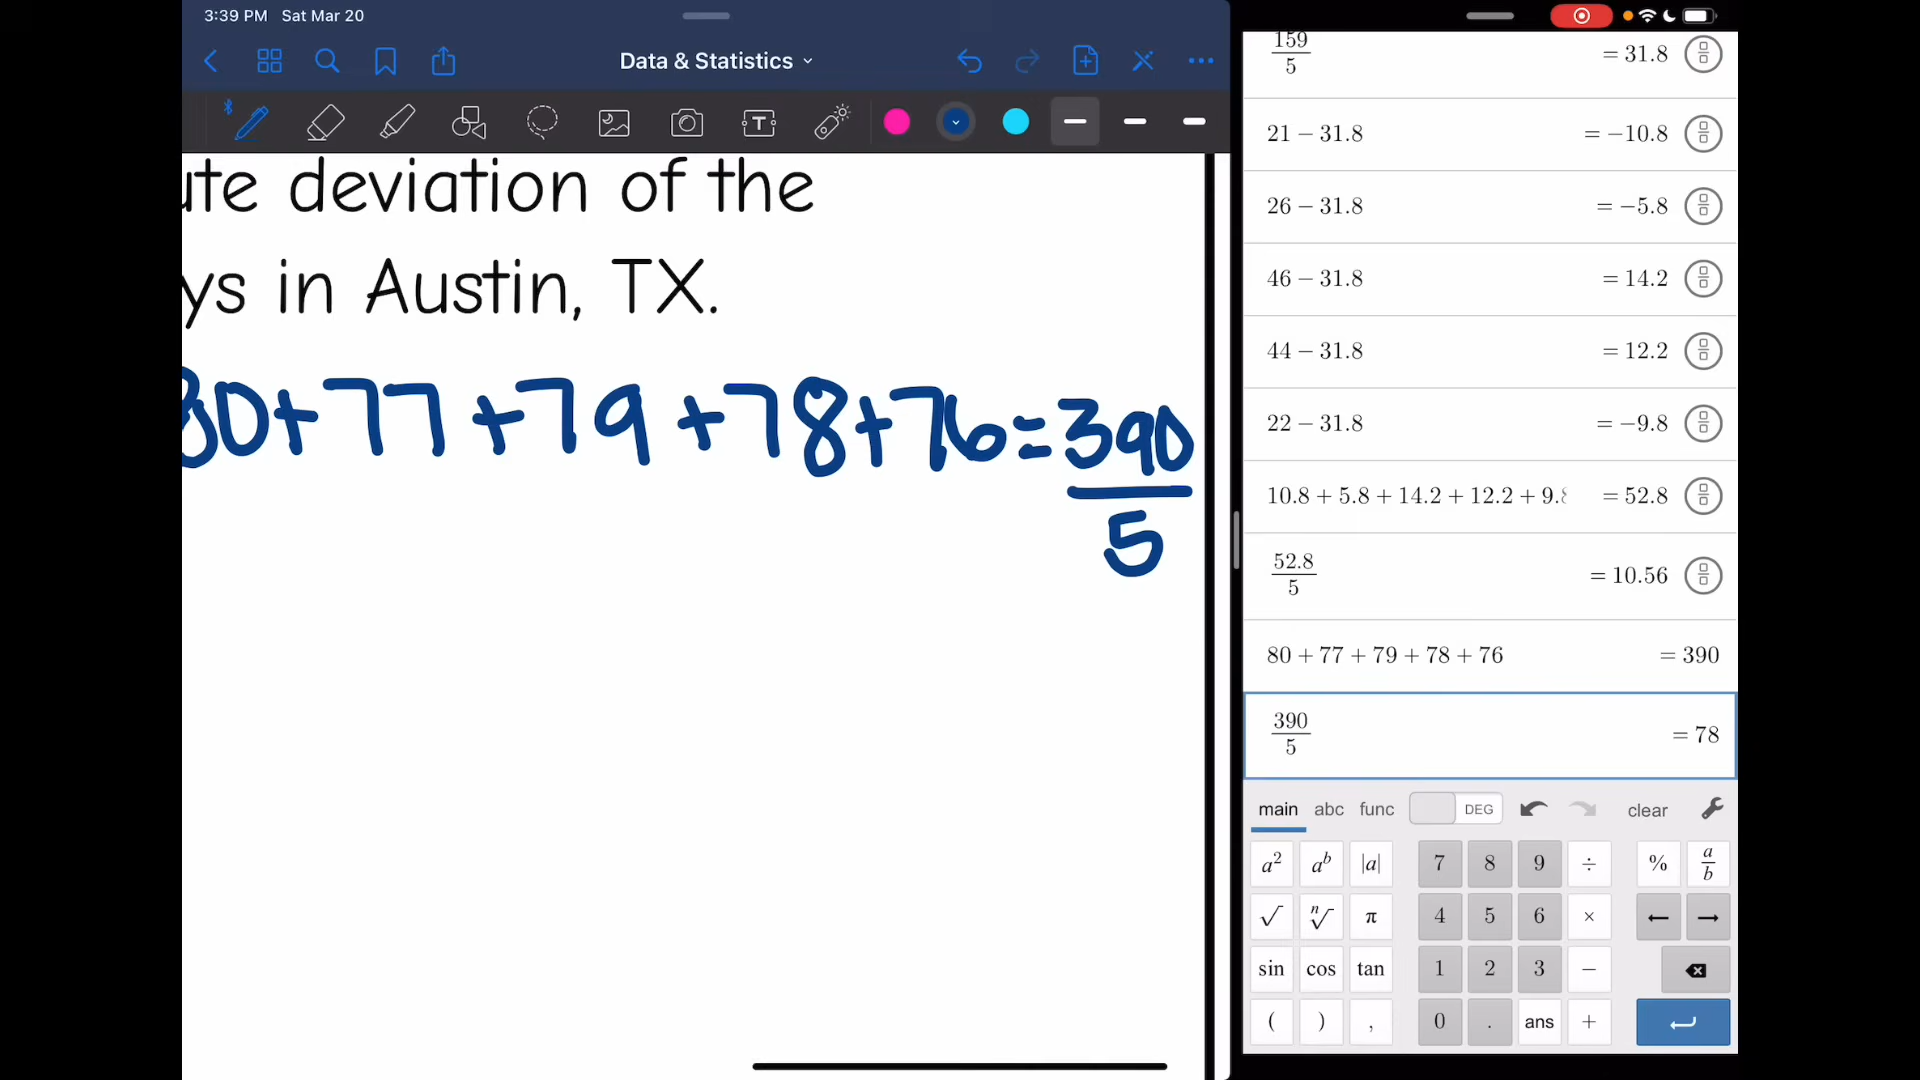 3:39 PM Sat Mar 20
Data & Statistics
T
ute deviation of the
ys in Austin, TX.
80+77+79+78+76=390
5
159
5
= 31.8
21 − 31.8 = −10.8
26 − 31.8 = −5.8
46 − 31.8 = 14.2
44 − 31.8 = 12.2
22 − 31.8 = −9.8
10.8 + 5.8 + 14.2 + 12.2 + 9.8 = 52.8
52.8
5
= 10.56
80 + 77 + 79 + 78 + 76 = 390
390
5
= 78
main abc func DEG clear
a² aᵇ |a| 7 8 9 ÷ % a/b
√ ⁿ√ π 4 5 6 × ← →
sin cos tan 1 2 3 −
( ) , 0 . ans +